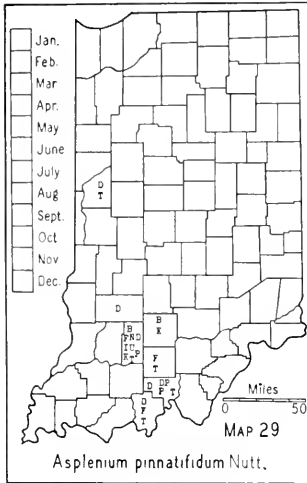 Jan.
Feb.
Mar
Apr.
May
June
July
Aug
Sept.
Oct
Nov
Dec.
D
T
D
B
K
B
F N D
I U P
K T
F
T
D D P
P T
D
F
T
Miles
0 50
MAP 29
Asplenium pinnatifidum Nutt.